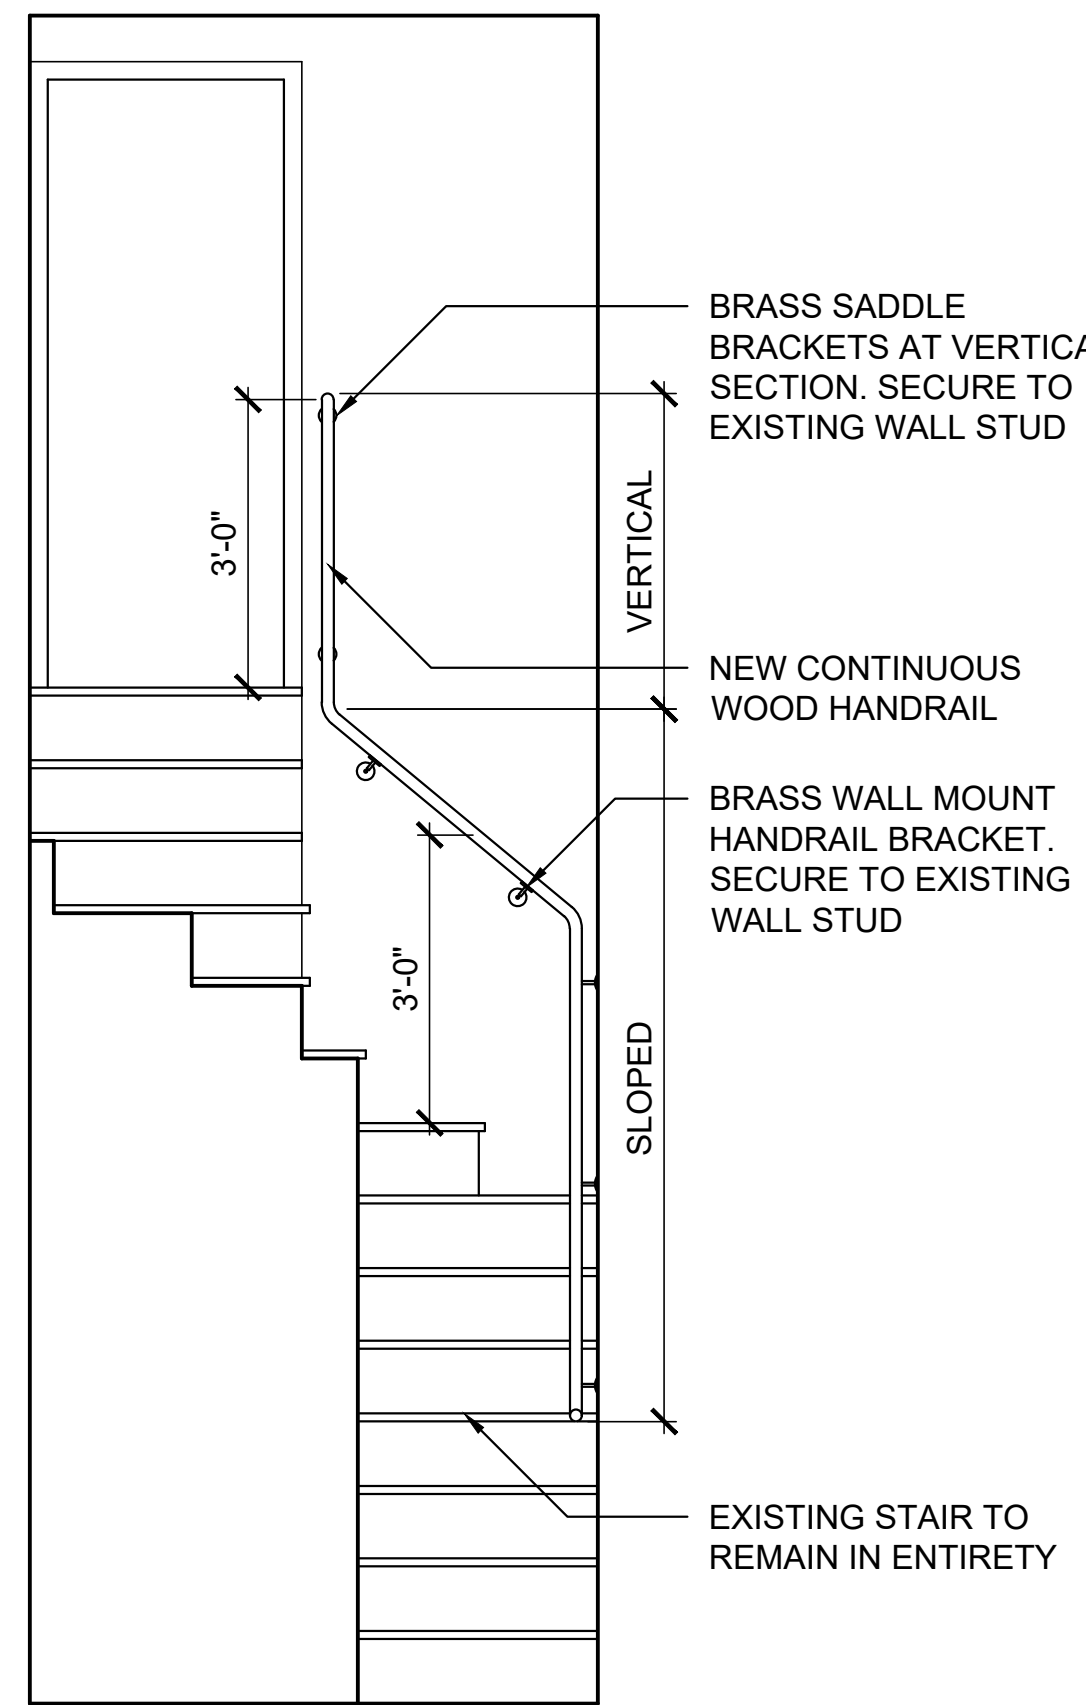 BRASS SADDLE
BRACKETS AT VERTICA
SECTION. SECURE TO
EXISTING WALL STUD
3'-0"
VERTICAL
NEW CONTINUOUS
WOOD HANDRAIL
BRASS WALL MOUNT
HANDRAIL BRACKET.
SECURE TO EXISTING
WALL STUD
3'-0"
SLOPED
EXISTING STAIR TO
REMAIN IN ENTIRETY